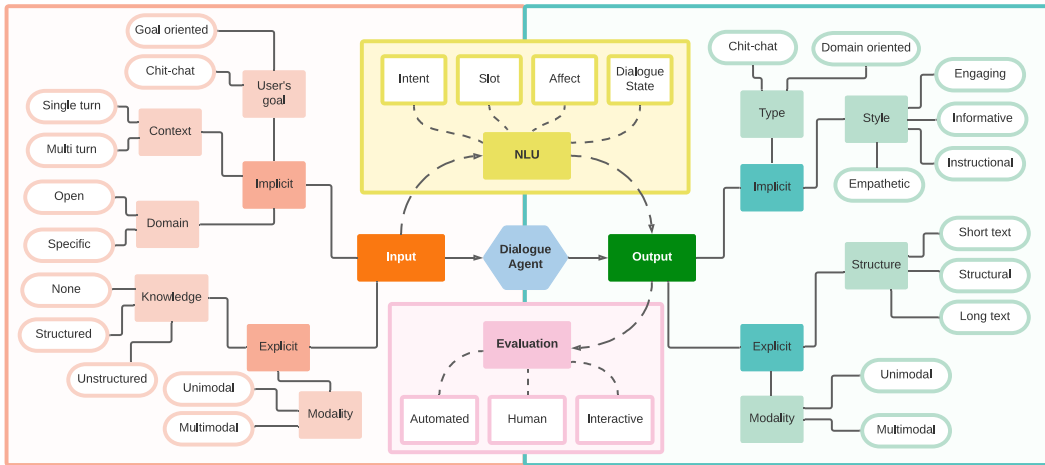 Goal oriented
Chit-chat
User's
goal
Single turn
Multi turn
Context
Implicit
Open
Specific
Domain
None
Structured
Unstructured
Knowledge
Explicit
Unimodal
Multimodal
Modality
Input
Intent
Slot
Affect
Dialogue
State
NLU
Dialogue
Agent
Output
Evaluation
Automated
Human
Interactive
Chit-chat
Domain oriented
Type
Style
Engaging
Informative
Instructional
Empathetic
Implicit
Short text
Structural
Long text
Structure
Explicit
Unimodal
Multimodal
Modality